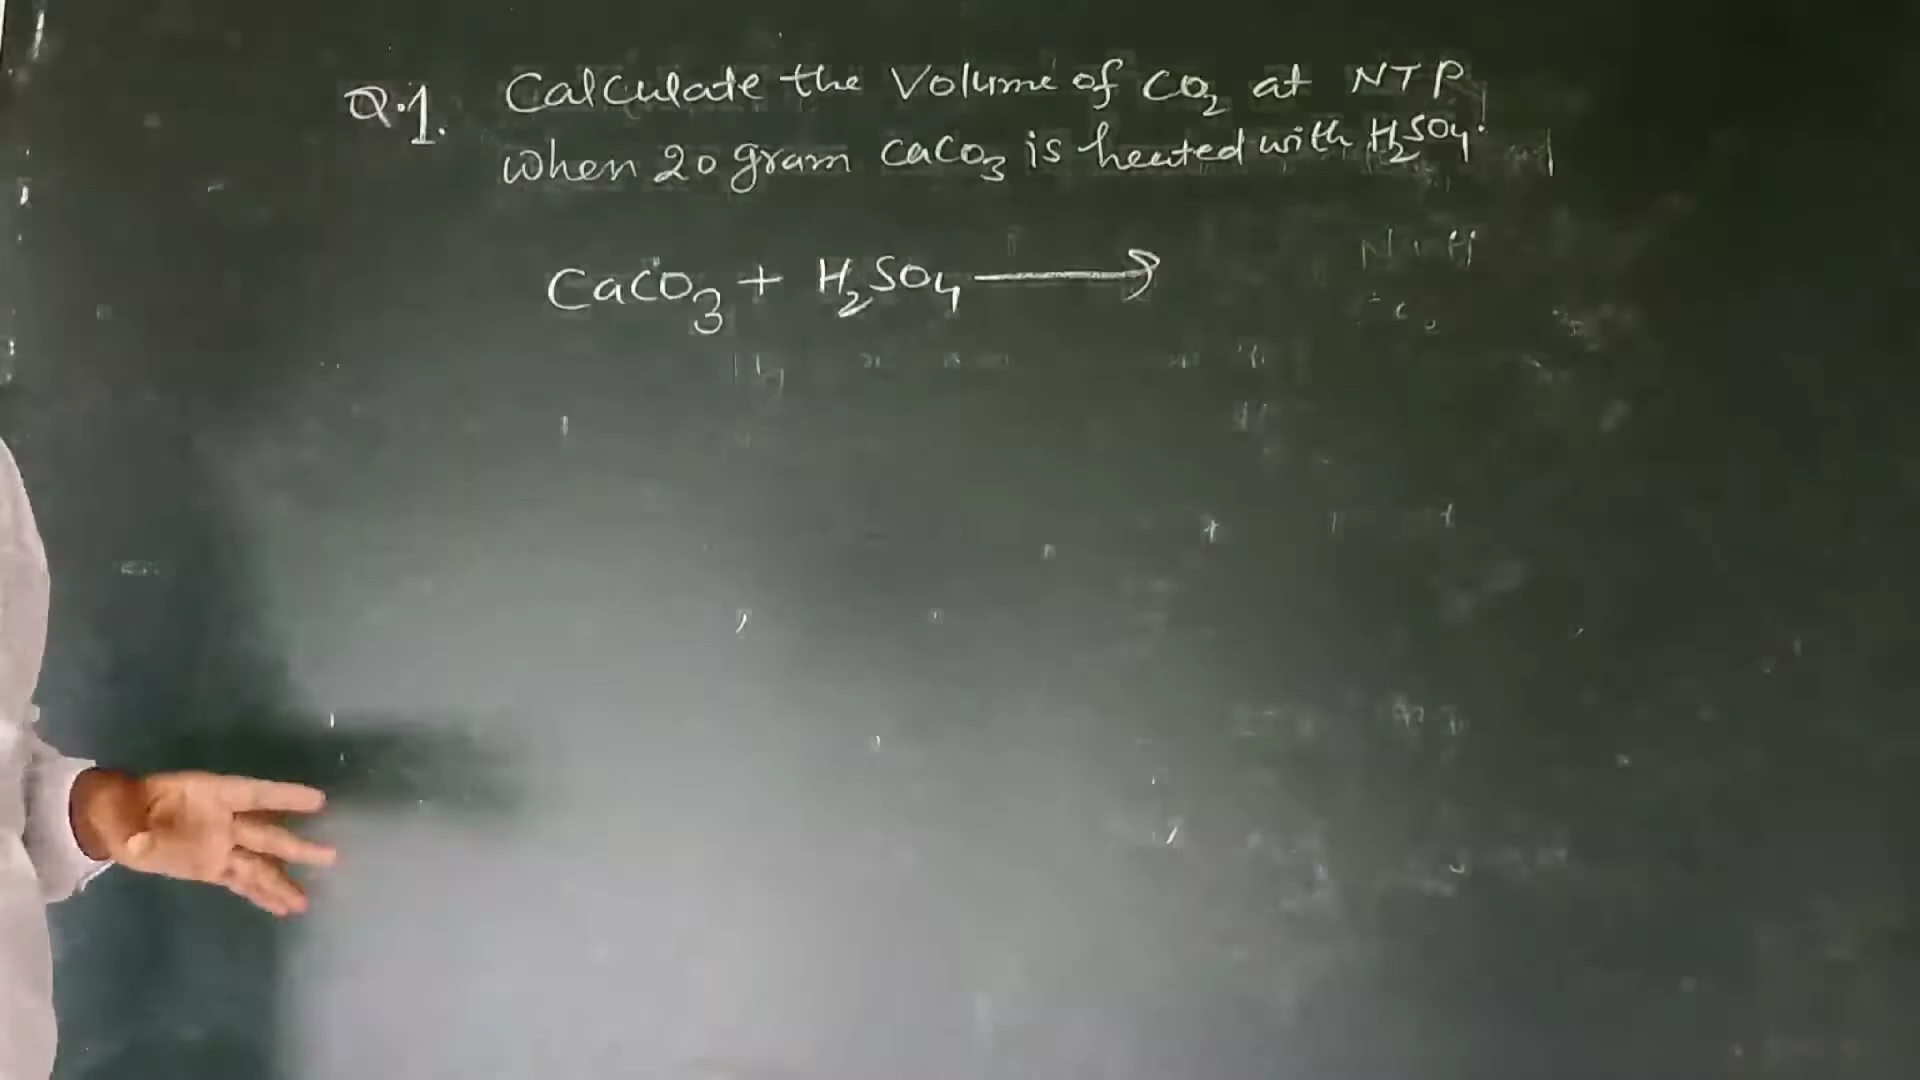 Q.1. Calculate the Volume of CO₂ at NTP,
when 20 gram CaCO₃ is heated with H₂SO₄.
CaCO₃ + H₂SO₄ ⟶